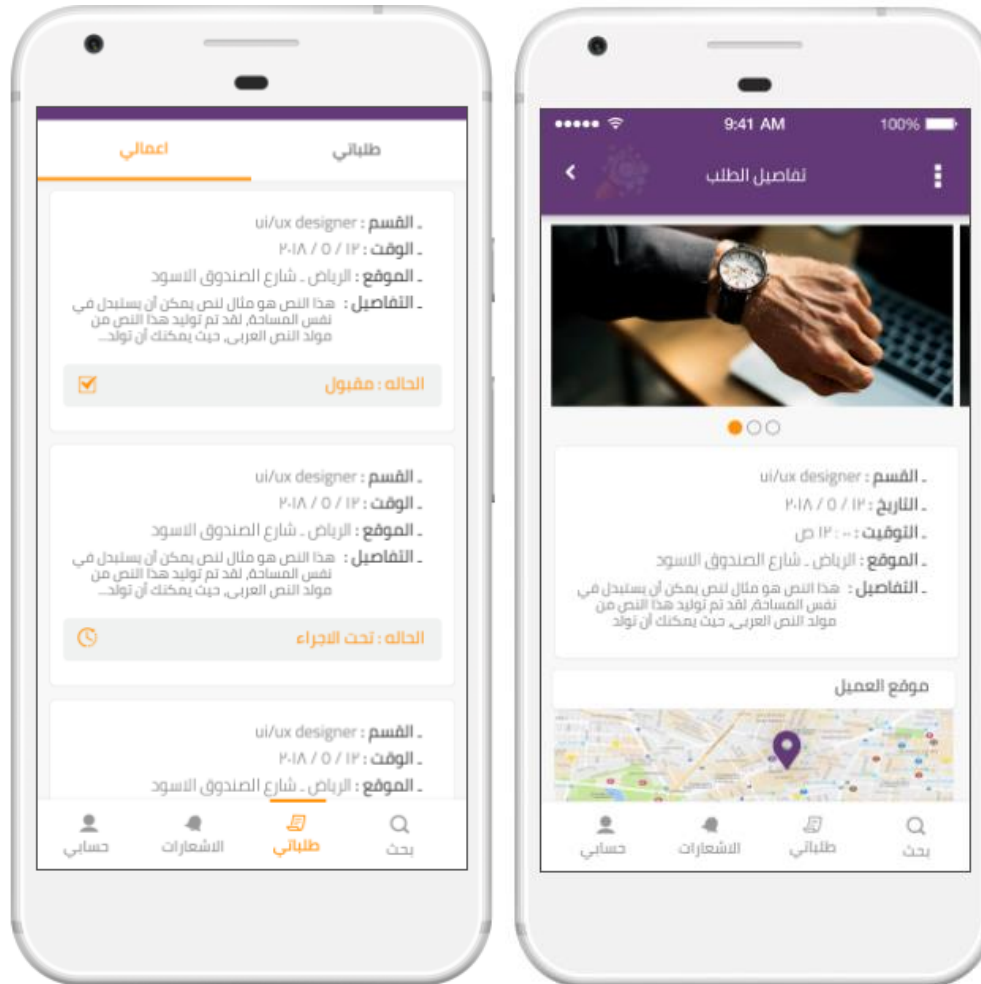 طلباتي
اعمالي
ـ القسم : ui/ux designer
ـ الوقت : ١٢ / ٥ / ٢٠١٨
ـ الموقع : الرياض ـ شارع الصندوق الاسود
ـ التفاصيل : هذا النص هو مثال لنص يمكن أن يستبدل في
نفس المساحة، لقد تم توليد هذا النص من
مولد النص العربى، حيث يمكنك أن تولد...
الحاله : مقبول
ـ القسم : ui/ux designer
ـ الوقت : ١٢ / ٥ / ٢٠١٨
ـ الموقع : الرياض ـ شارع الصندوق الاسود
ـ التفاصيل : هذا النص هو مثال لنص يمكن أن يستبدل في
نفس المساحة، لقد تم توليد هذا النص من
مولد النص العربى، حيث يمكنك أن تولد...
الحاله : تحت الاجراء
ـ القسم : ui/ux designer
ـ الوقت : ١٢ / ٥ / ٢٠١٨
ـ الموقع : الرياض ـ شارع الصندوق الاسود
بحث
طلباتي
الاشعارات
حسابي
9:41 AM
100%
تفاصيل الطلب
ـ القسم : ui/ux designer
ـ التاريخ : ١٢ / ٥ / ٢٠١٨
ـ التوقيت : ٠٠ : ١٢ ص
ـ الموقع : الرياض ـ شارع الصندوق الاسود
ـ التفاصيل : هذا النص هو مثال لنص يمكن أن يستبدل في
نفس المساحة، لقد تم توليد هذا النص من
مولد النص العربى، حيث يمكنك أن تولد
موقع العميل
بحث
طلباتي
الاشعارات
حسابي